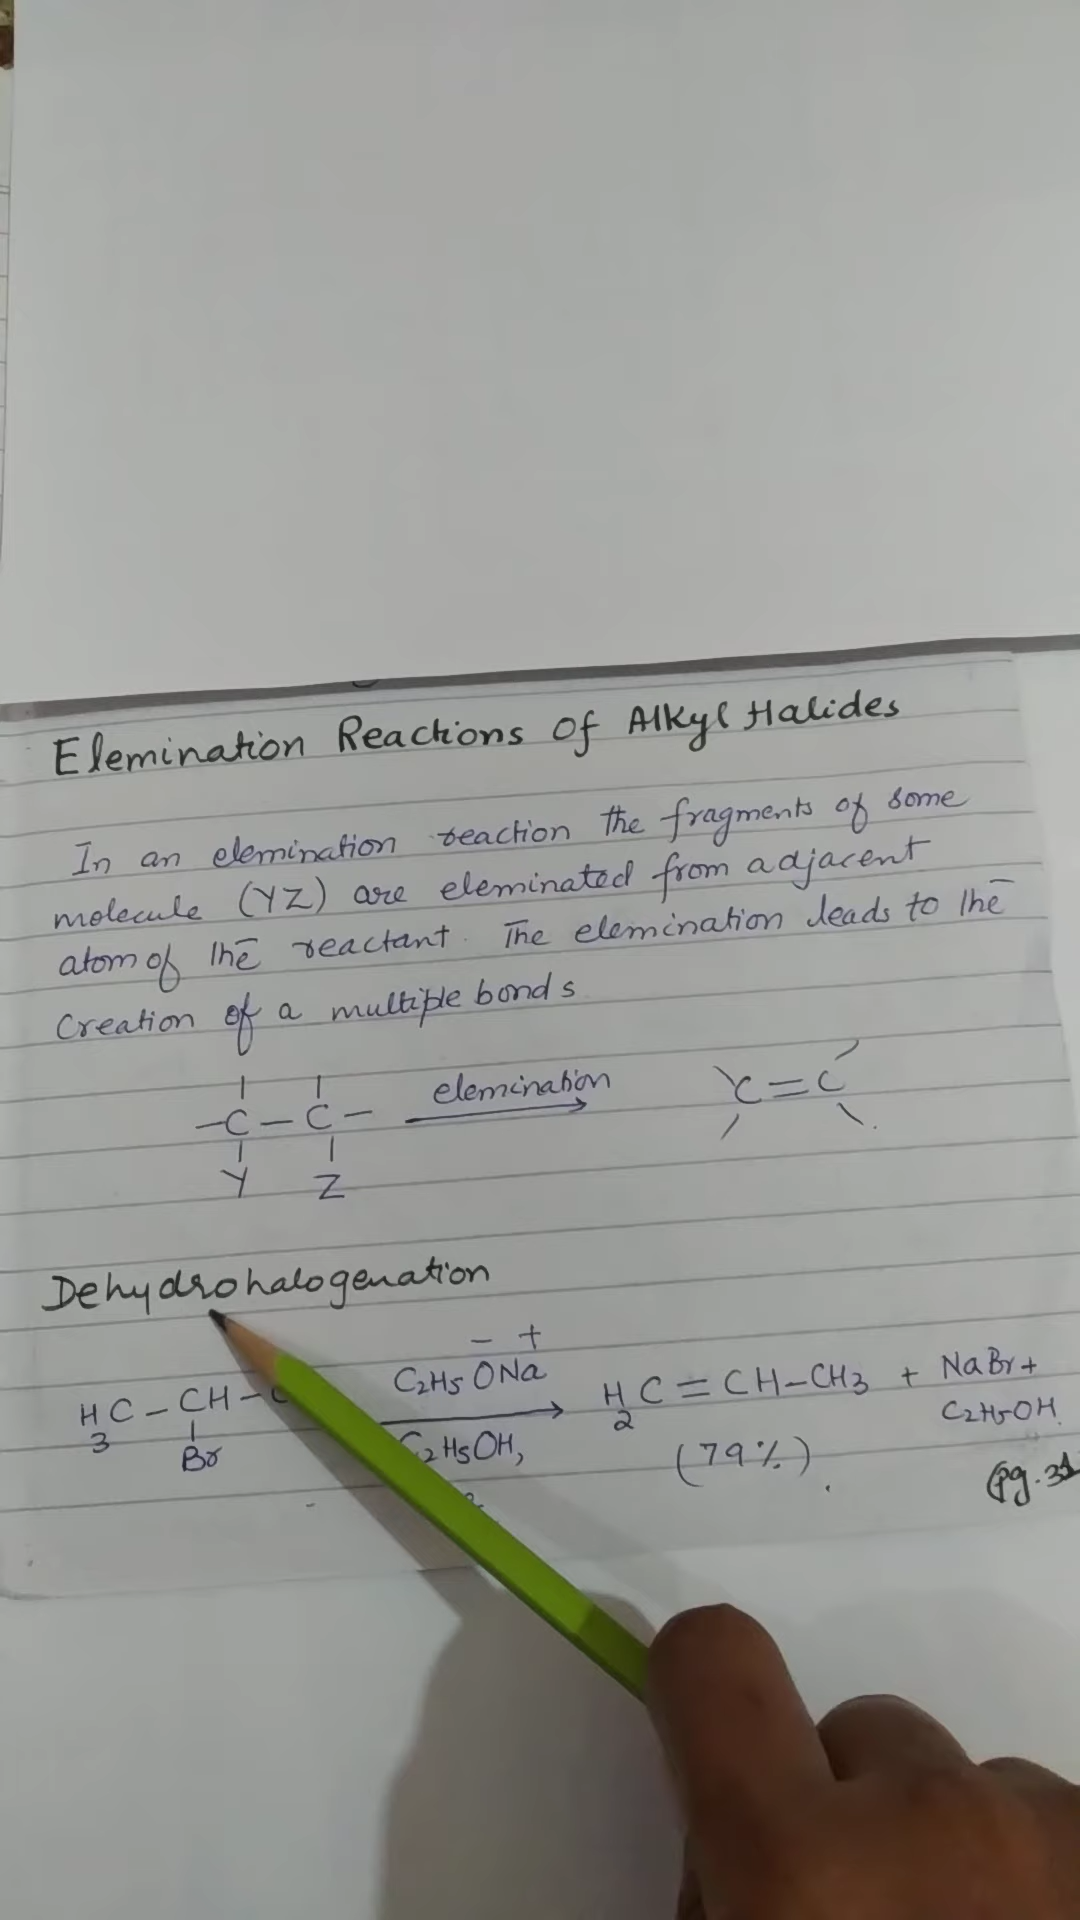 Elemination Reactions Of Alkyl Halides
In an elemination reaction the fragments of some
molecule (YZ) are eleminated from adjacent
atom of the reactant. The elemination leads to the
Creation of a multiple bonds
-C-C- elemination C=C
Y Z
Dehydrohalogenation
- +
H3C-CH- C2H5ONa H2C=CH-CH3 + NaBr+
Br C2H5OH, (79%) C2H5OH.